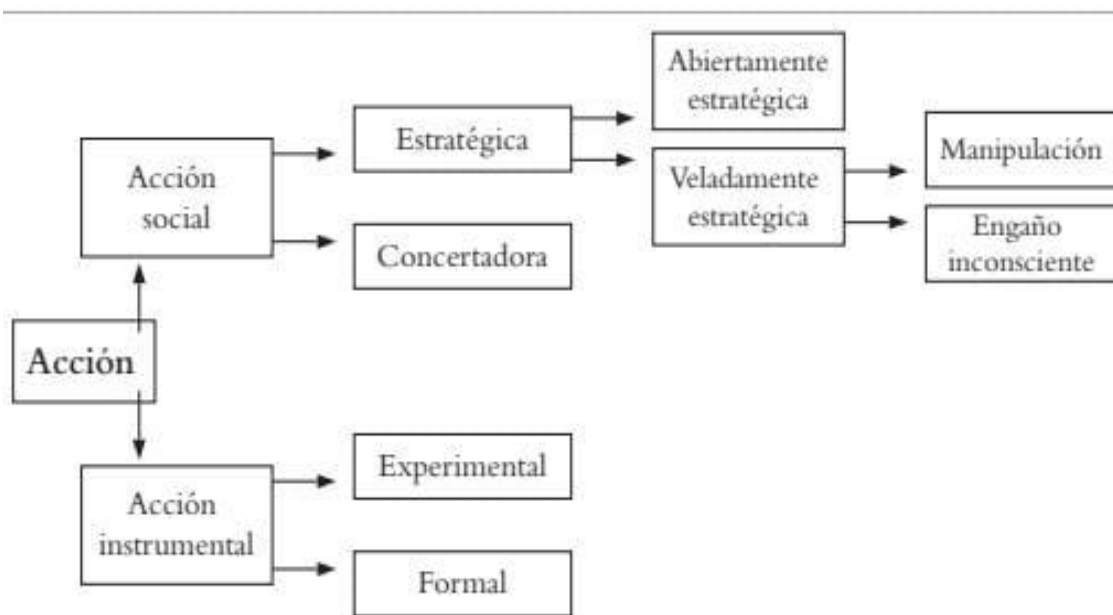 Abiertamente
estratégica
Estratégica
Manipulación
Acción
social
Veladamente
estratégica
Concertadora
Engaño
inconsciente
Acción
Experimental
Acción
instrumental
Formal